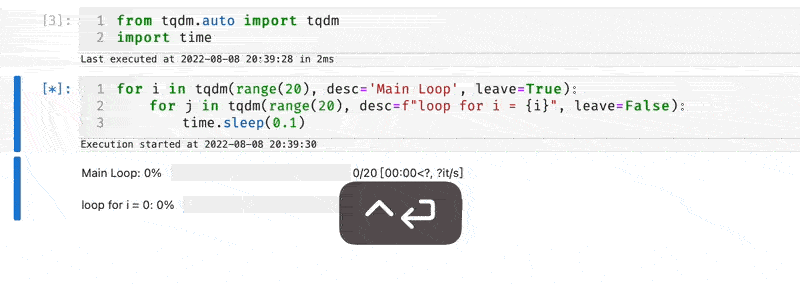 [3]: 1 from tqdm.auto import tqdm
2 import time
Last executed at 2022-08-08 20:39:28 in 2ms
[*]: 1 for i in tqdm(range(20), desc='Main Loop', leave=True):
2 for j in tqdm(range(20), desc=f"loop for i = {i}", leave=False):
3 time.sleep(0.1)
Execution started at 2022-08-08 20:39:30
Main Loop: 0% 0/20 [00:00<?, ?it/s]
loop for i = 0: 0%